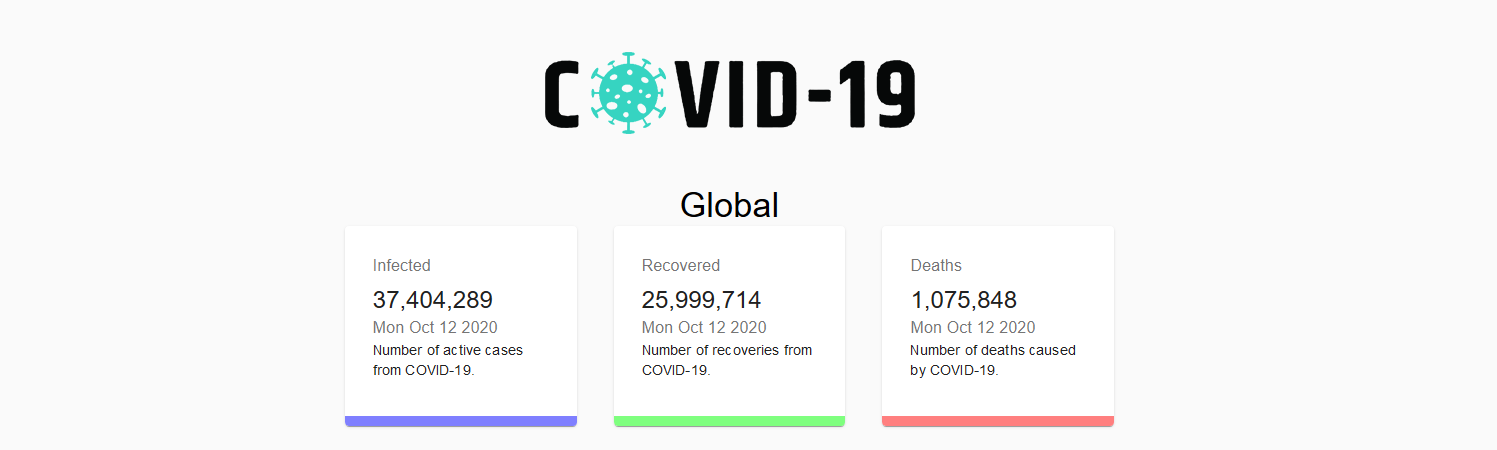 COVID-19
Global
Infected
37,404,289
Mon Oct 12 2020
Number of active cases
from COVID-19.
Recovered
25,999,714
Mon Oct 12 2020
Number of recoveries from
COVID-19.
Deaths
1,075,848
Mon Oct 12 2020
Number of deaths caused
by COVID-19.